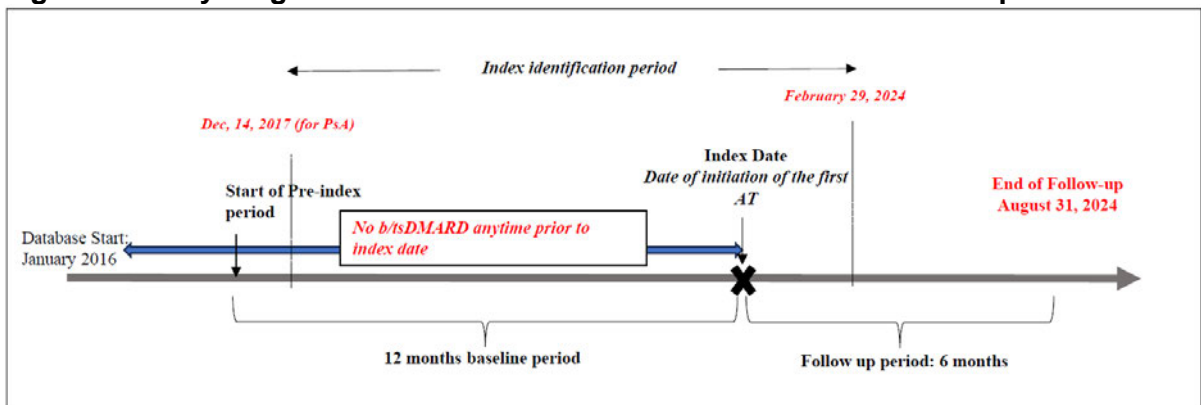 Index identification period
February 29, 2024
Dec, 14, 2017 (for PsA)
Index Date
Date of initiation of the first
AT
Start of Pre-index
period
End of Follow-up
August 31, 2024
No b/tsDMARD anytime prior to
index date
Database Start:
January 2016
12 months baseline period
Follow up period: 6 months